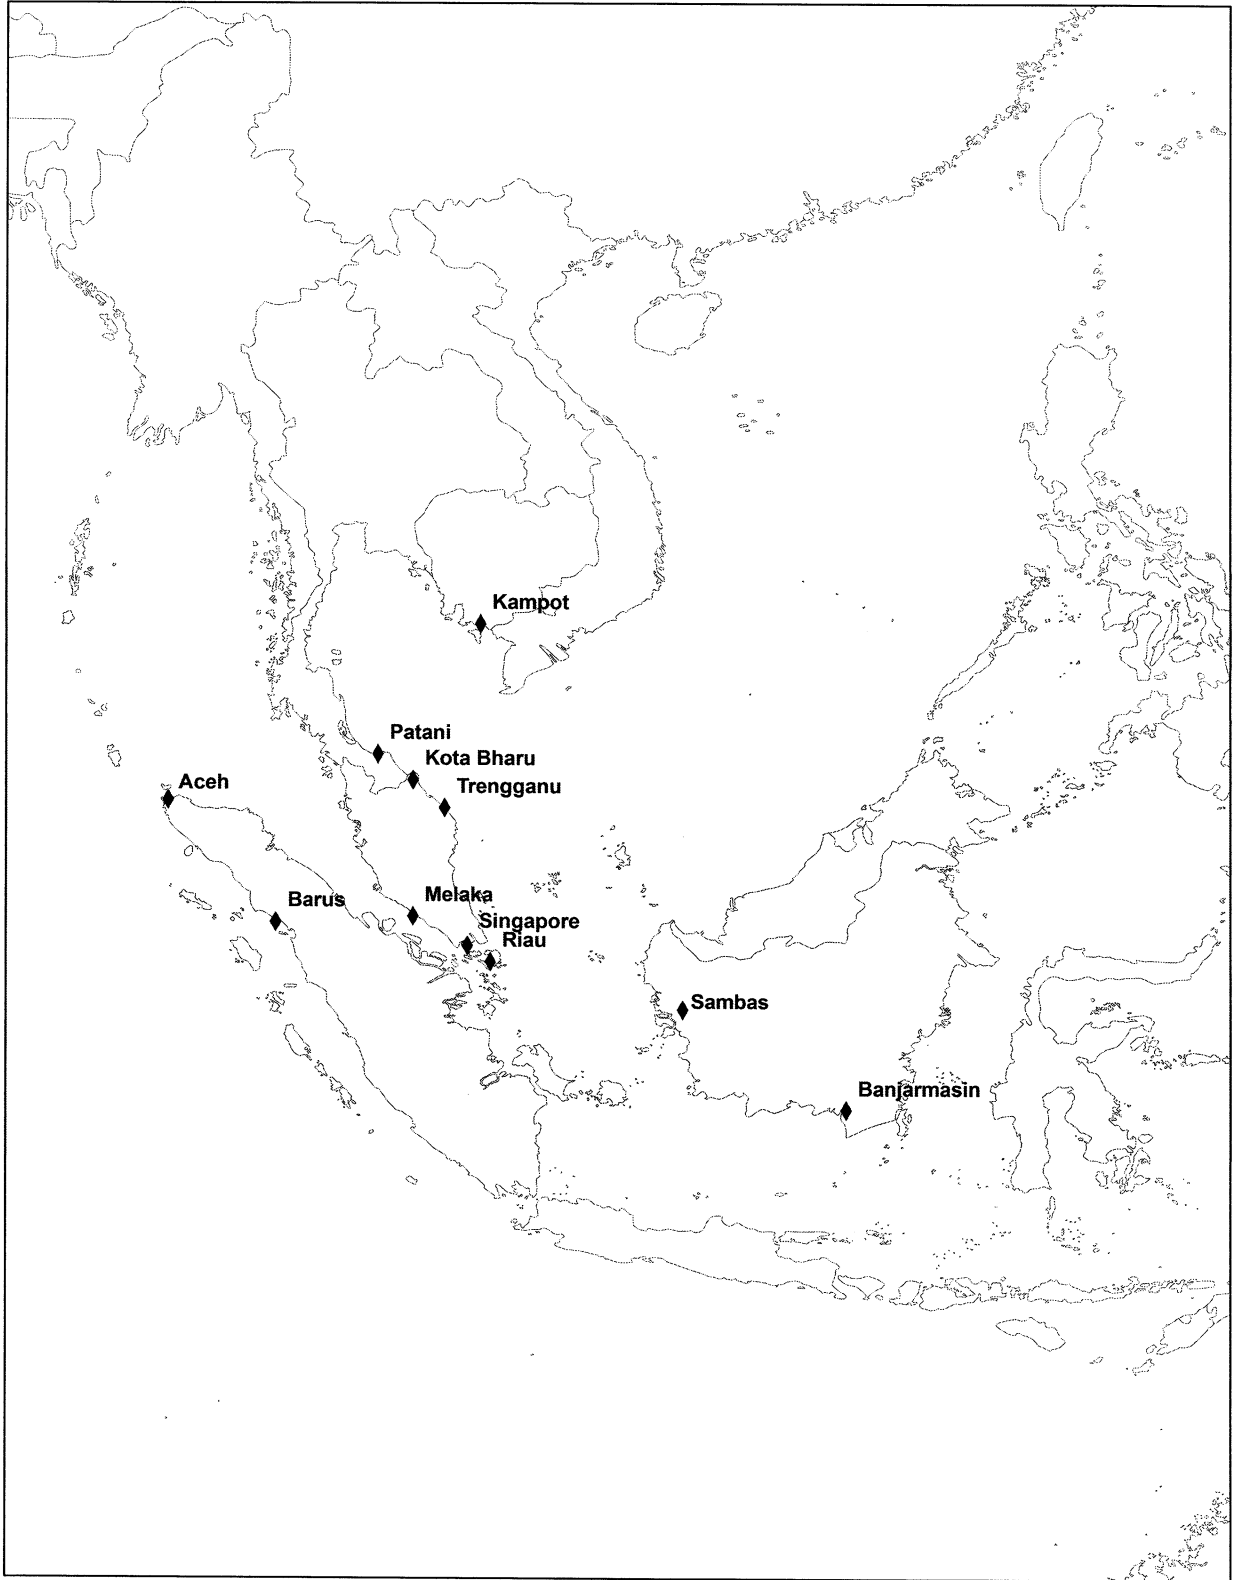 Kampot
Patani
Kota Bharu
Trengganu
Aceh
Barus
Melaka
Singapore
Riau
Sambas
Banjarmasin